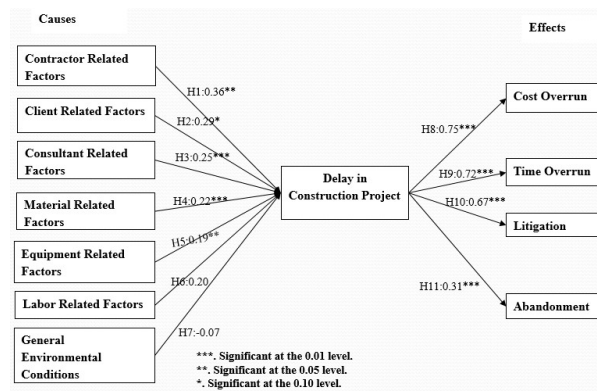 Causes
Effects
Contractor Related
Factors
Client Related Factors
Consultant Related
Factors
Material Related
Factors
Equipment Related
Factors
Labor Related Factors
General
Environmental
Conditions
H1:0.36**
H2:0.29*
H3:0.25***
H4:0.22***
H5:0.19**
H6:0.20
H7:-0.07
Delay in
Construction Project
H8:0.75***
H9:0.72***
H10:0.67***
H11:0.31***
Cost Overrun
Time Overrun
Litigation
Abandonment
***. Significant at the 0.01 level.
**. Significant at the 0.05 level.
*. Significant at the 0.10 level.